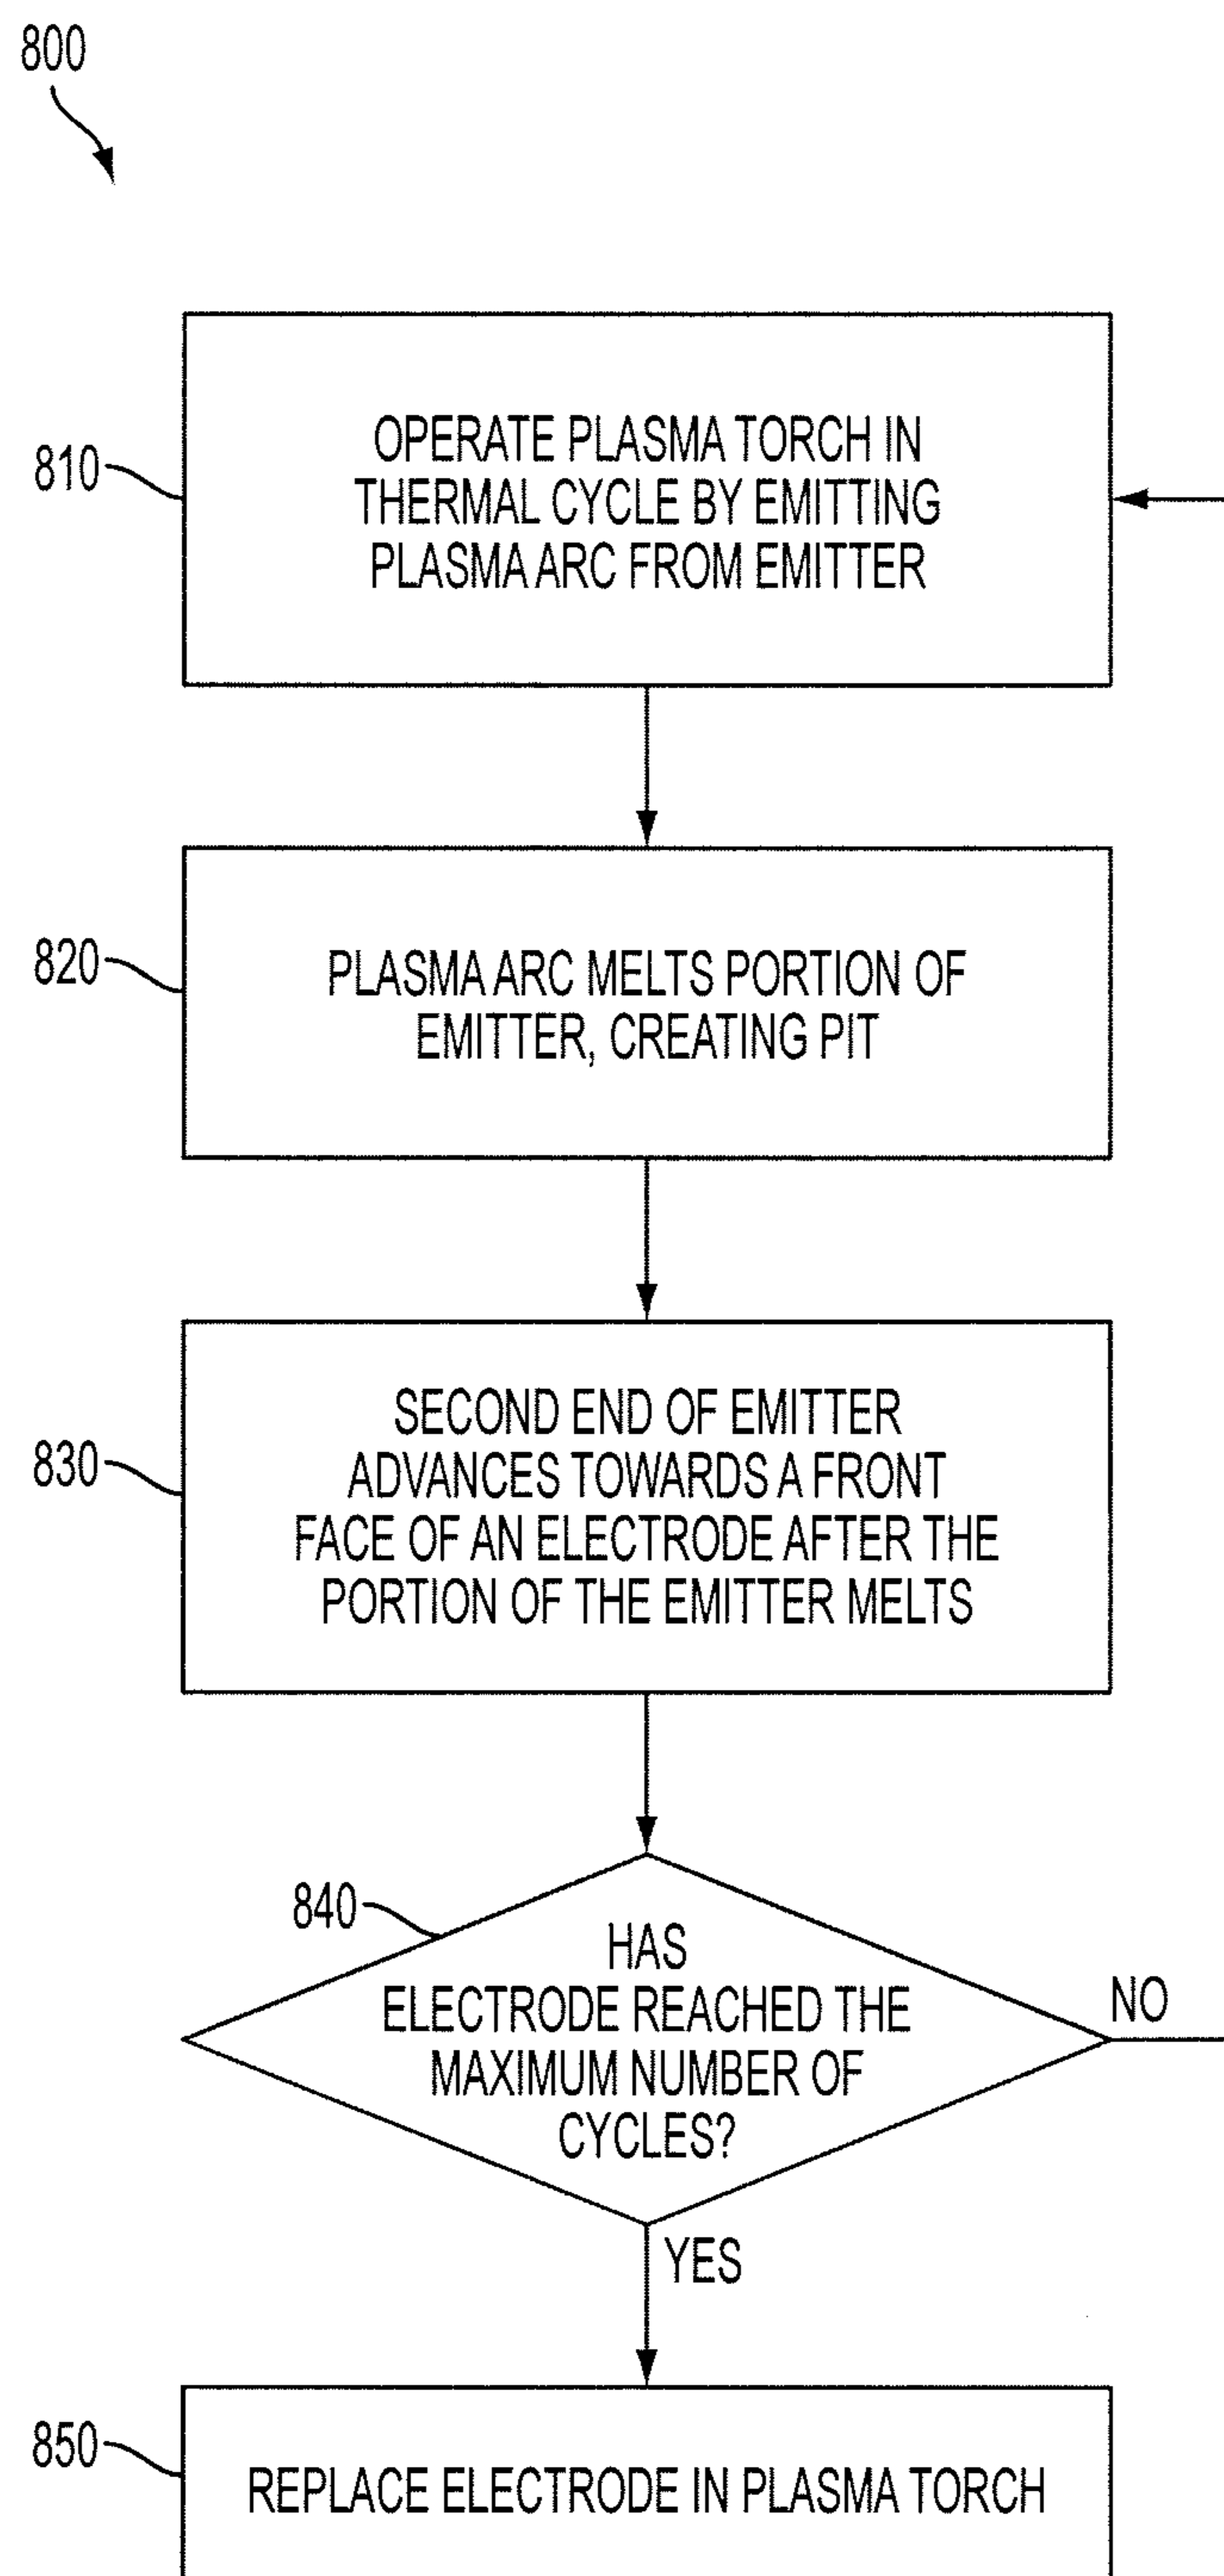 800
810
OPERATE PLASMA TORCH IN
THERMAL CYCLE BY EMITTING
PLASMA ARC FROM EMITTER
820
PLASMA ARC MELTS PORTION OF
EMITTER, CREATING PIT
830
SECOND END OF EMITTER
ADVANCES TOWARDS A FRONT
FACE OF AN ELECTRODE AFTER THE
PORTION OF THE EMITTER MELTS
840
HAS
ELECTRODE REACHED THE
MAXIMUM NUMBER OF
CYCLES?
NO
YES
850
REPLACE ELECTRODE IN PLASMA TORCH